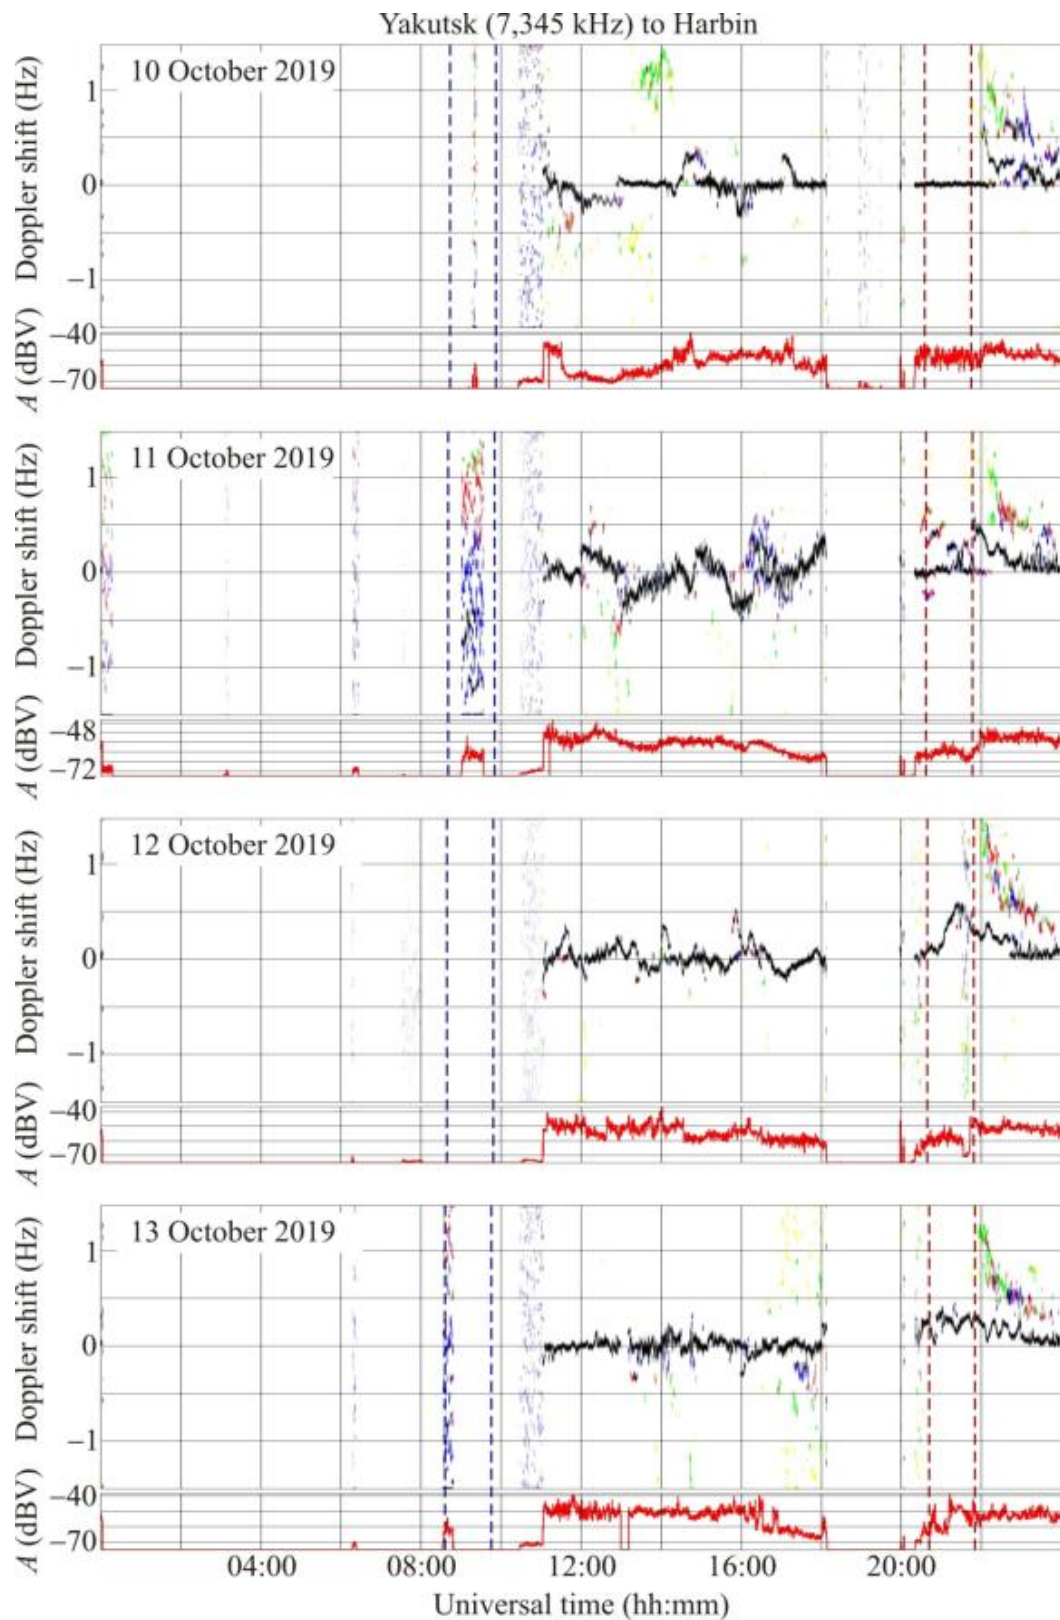 Yakutsk (7,345 kHz) to Harbin
10 October 2019
Doppler shift (Hz)
1
0
−1
A (dBV)
−40
−70
11 October 2019
Doppler shift (Hz)
1
0
−1
A (dBV)
−48
−72
12 October 2019
Doppler shift (Hz)
1
0
−1
A (dBV)
−40
−70
13 October 2019
Doppler shift (Hz)
1
0
−1
A (dBV)
−40
−70
04:00 08:00 12:00 16:00 20:00
Universal time (hh:mm)